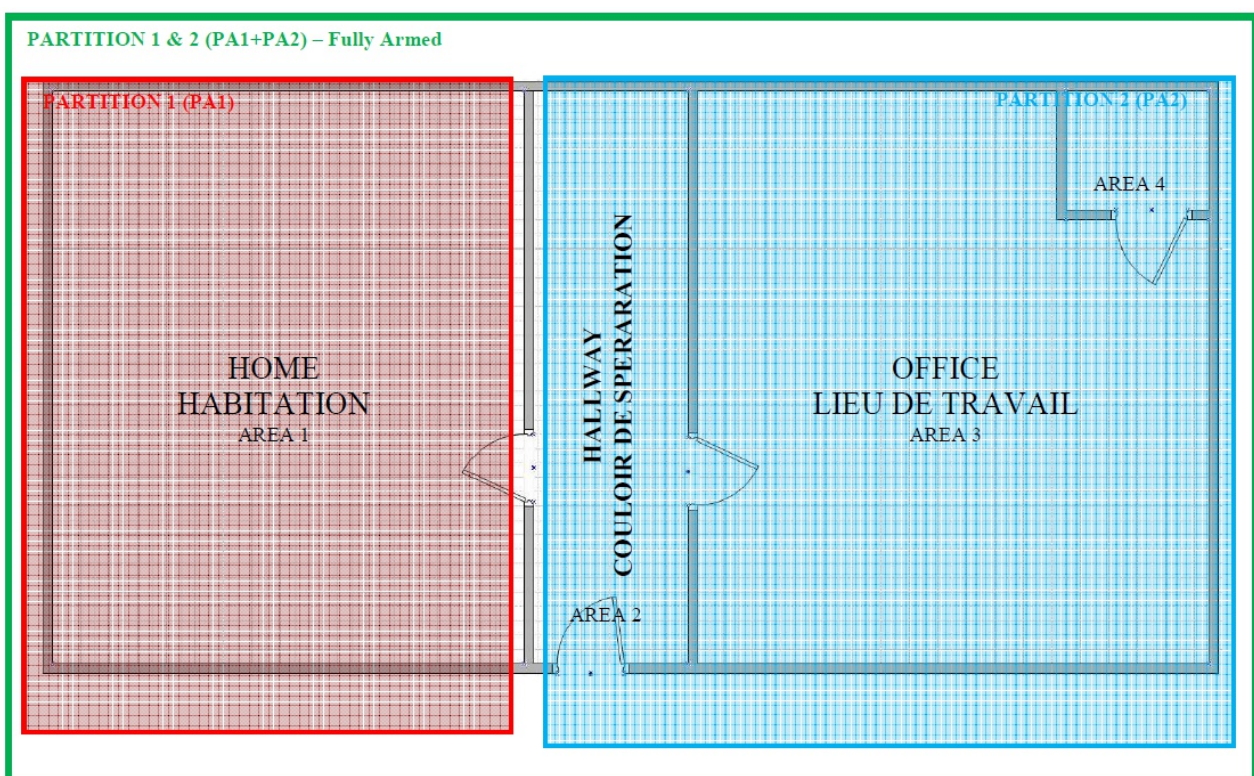 PARTITION 1 & 2 (PA1+PA2) – Fully Armed
PARTITION 1 (PA1)
PARTITION 2 (PA2)
AREA 4
HOME
HABITATION
AREA 1
HALLWAY
COULOIR DE SPERARATION
AREA 2
OFFICE
LIEU DE TRAVAIL
AREA 3